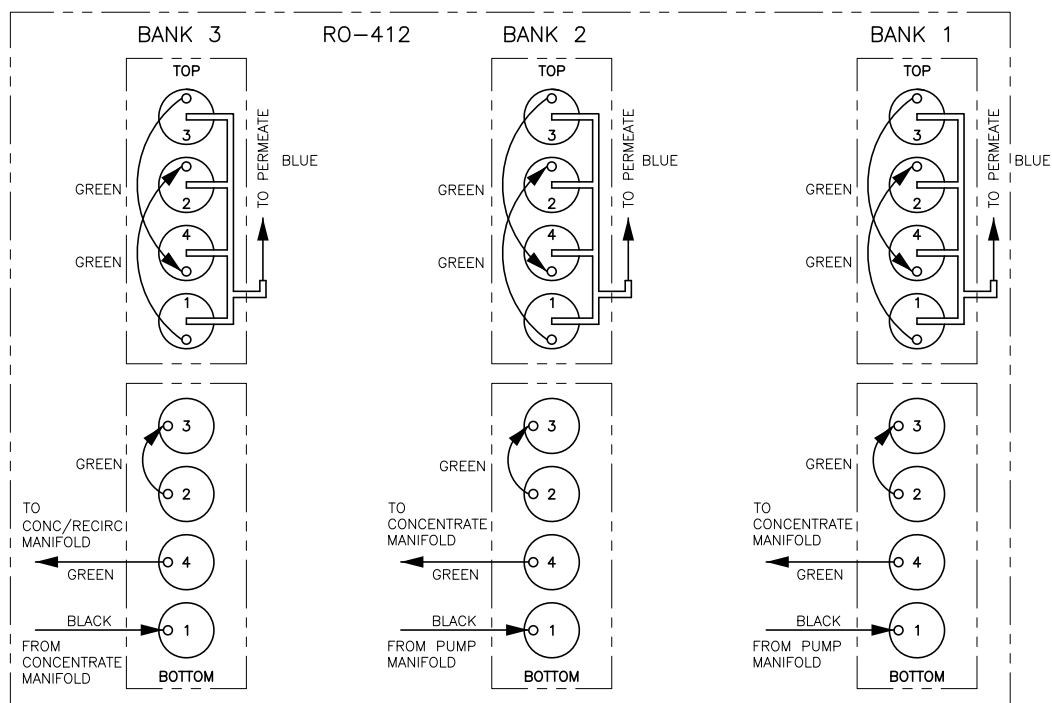 BANK 3
RO-412
BANK 2
BANK 1
TOP
3
2
4
1
GREEN
GREEN
TO PERMEATE
BLUE
TOP
3
2
4
1
GREEN
GREEN
TO PERMEATE
BLUE
TOP
3
2
4
1
GREEN
GREEN
TO PERMEATE
BLUE
3
GREEN
2
TO
CONC/RECIRC
MANIFOLD
4
GREEN
BLACK
1
FROM
CONCENTRATE
MANIFOLD
BOTTOM
3
GREEN
2
TO
CONCENTRATE
MANIFOLD
4
GREEN
BLACK
1
FROM PUMP
MANIFOLD
BOTTOM
3
GREEN
2
TO
CONCENTRATE
MANIFOLD
4
GREEN
BLACK
1
FROM PUMP
MANIFOLD
BOTTOM